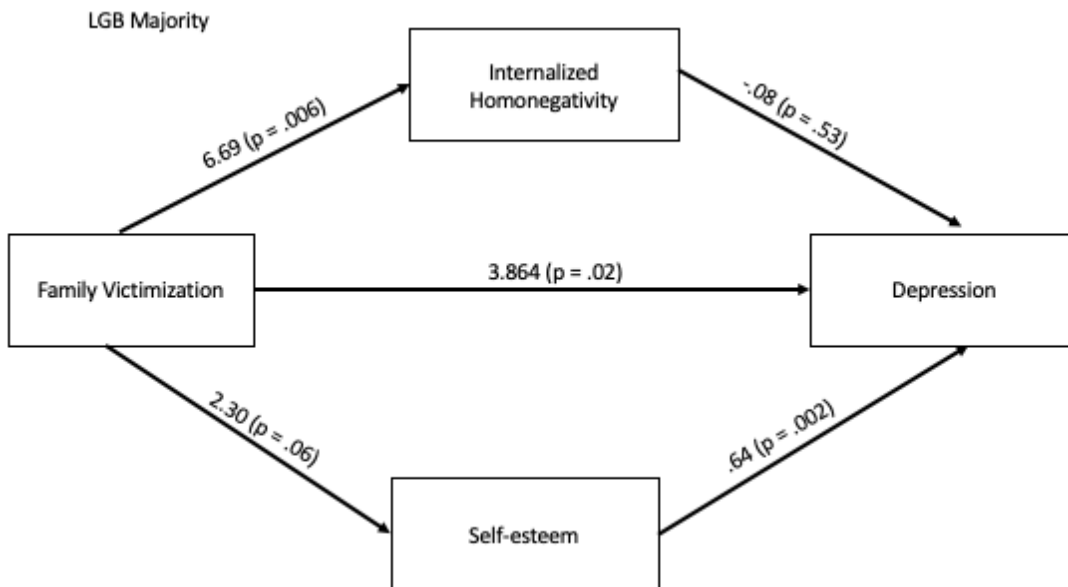 LGB Majority
Internalized
Homonegativity
6.69 (p = .006)
-.08 (p = .53)
Family Victimization
3.864 (p = .02)
Depression
2.30 (p = .06)
.64 (p = .002)
Self-esteem